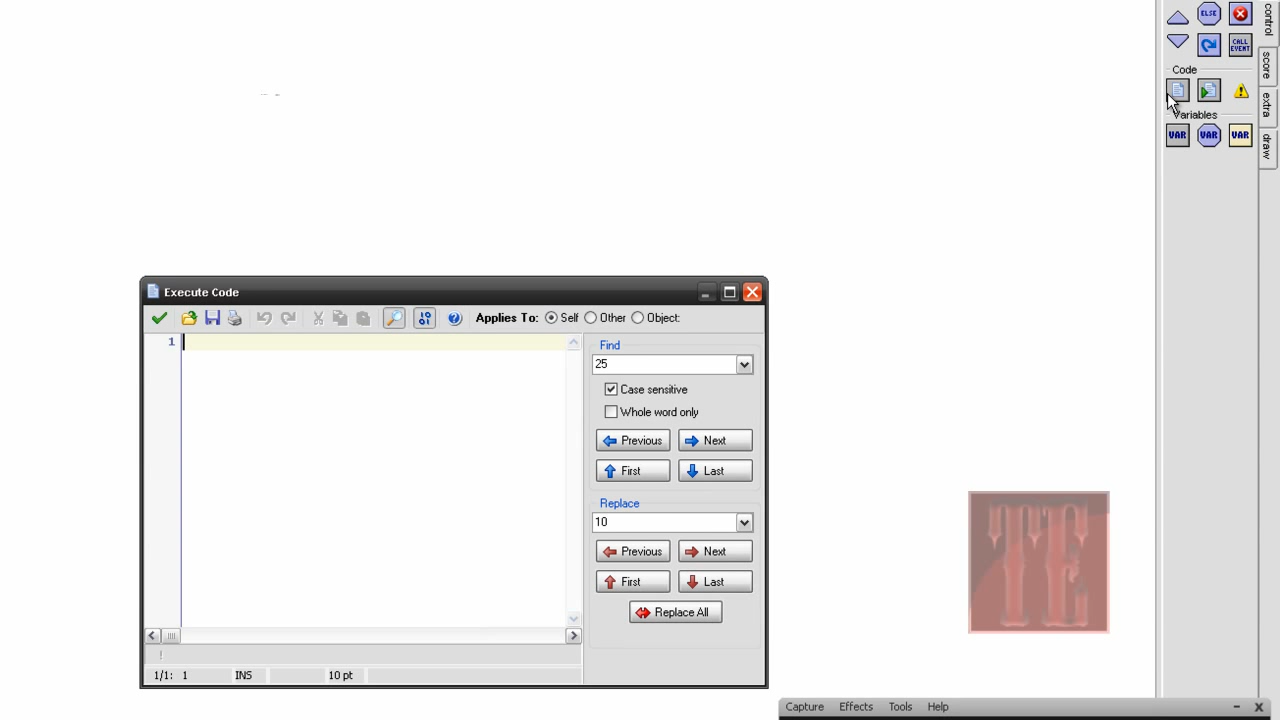 ELSE
control
CALL
EVENT
score
Code
extra
Variables
VAR VAR VAR
draw
Execute Code
Applies To: Self Other Object:
1
Find
25
Case sensitive
Whole word only
Previous Next
First Last
Replace
10
Previous Next
First Last
Replace All
1/1: 1 INS 10 pt
TTTE
Capture Effects Tools Help